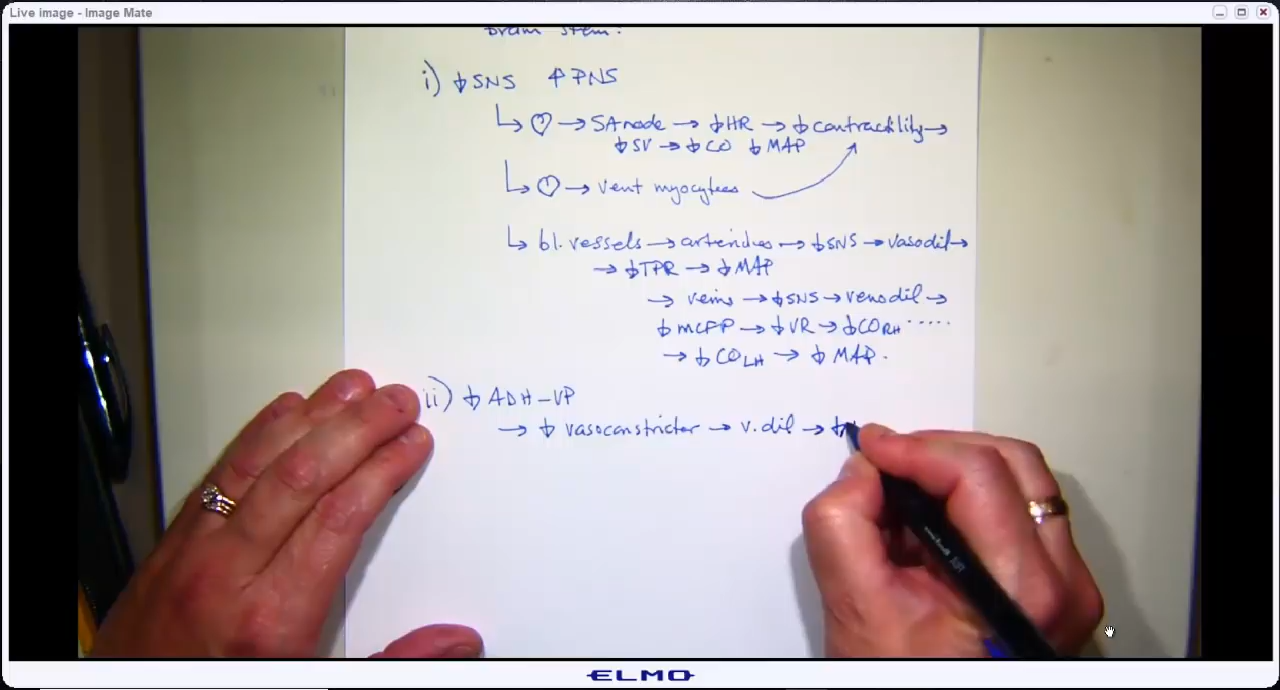 Live image - Image Mate
brain stem.
i) ↓SNS ↑PNS
↳ ♡ → SA node → ↓HR → ↓contractility →
↓SV → ↓CO ↓MAP
↳ ♡ → vent myocytes
↳ bl. vessels → arterioles → ↓SNS → vasodil →
→ ↓TPR → ↓MAP
→ veins → ↓SNS → venodil →
↓MCFP → ↓VR → ↓CO RH .....
→ ↓CO LH → ↓MAP.
ii) ↓ADH-VP
→ ↓ vasoconstrictor → v.dil → ↓
ELMO